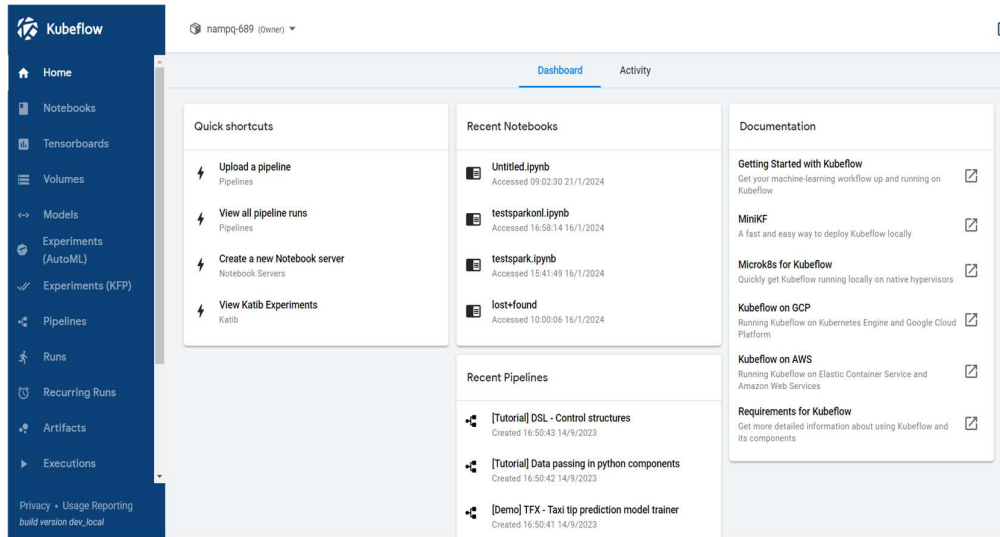 Kubeflow
nampq-689 (Owner)
Home
Notebooks
Tensorboards
Volumes
Models
Experiments
(AutoML)
Experiments (KFP)
Pipelines
Runs
Recurring Runs
Artifacts
Executions
Privacy • Usage Reporting
build version dev_local
Dashboard
Activity
Quick shortcuts
Upload a pipeline
Pipelines
View all pipeline runs
Pipelines
Create a new Notebook server
Notebook Servers
View Katib Experiments
Katib
Recent Notebooks
Untitled.ipynb
Accessed 09:02:30 21/1/2024
testsparkonl.ipynb
Accessed 16:58:14 16/1/2024
testspark.ipynb
Accessed 15:41:49 16/1/2024
lost+found
Accessed 10:00:06 16/1/2024
Recent Pipelines
[Tutorial] DSL - Control structures
Created 16:50:43 14/9/2023
[Tutorial] Data passing in python components
Created 16:50:42 14/9/2023
[Demo] TFX - Taxi tip prediction model trainer
Created 16:50:41 14/9/2023
Documentation
Getting Started with Kubeflow
Get your machine-learning workflow up and running on
Kubeflow
MiniKF
A fast and easy way to deploy Kubeflow locally
Microk8s for Kubeflow
Quickly get Kubeflow running locally on native hypervisors
Kubeflow on GCP
Running Kubeflow on Kubernetes Engine and Google Cloud
Platform
Kubeflow on AWS
Running Kubeflow on Elastic Container Service and
Amazon Web Services
Requirements for Kubeflow
Get more detailed information about using Kubeflow and
its components